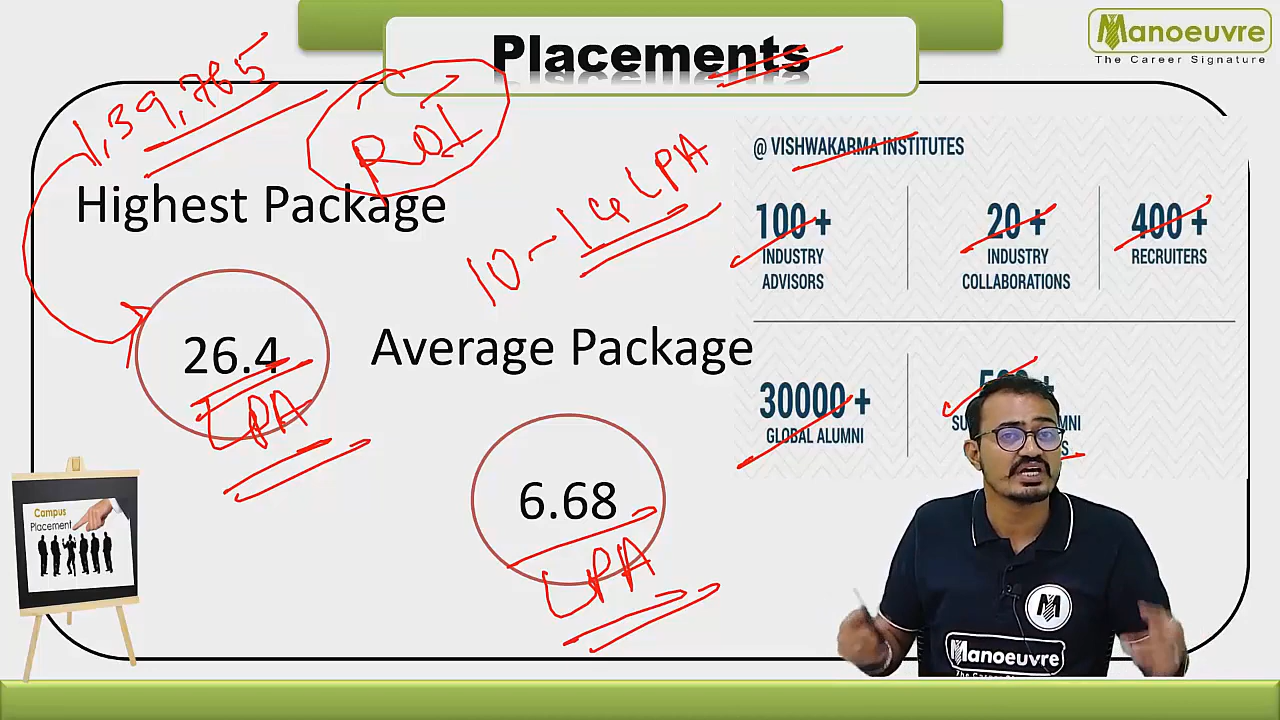 Placements
Manoeuvre
The Career Signature
1,39,765
ROI
@ VISHWAKARMA INSTITUTES
Highest Package
10-14 LPA
100 +
INDUSTRY
ADVISORS
20 +
INDUSTRY
COLLABORATIONS
400 +
RECRUITERS
26.4
LPA
Average Package
30000 +
GLOBAL ALUMNI
6.68
LPA
Campus
Placement
M
Manoeuvre